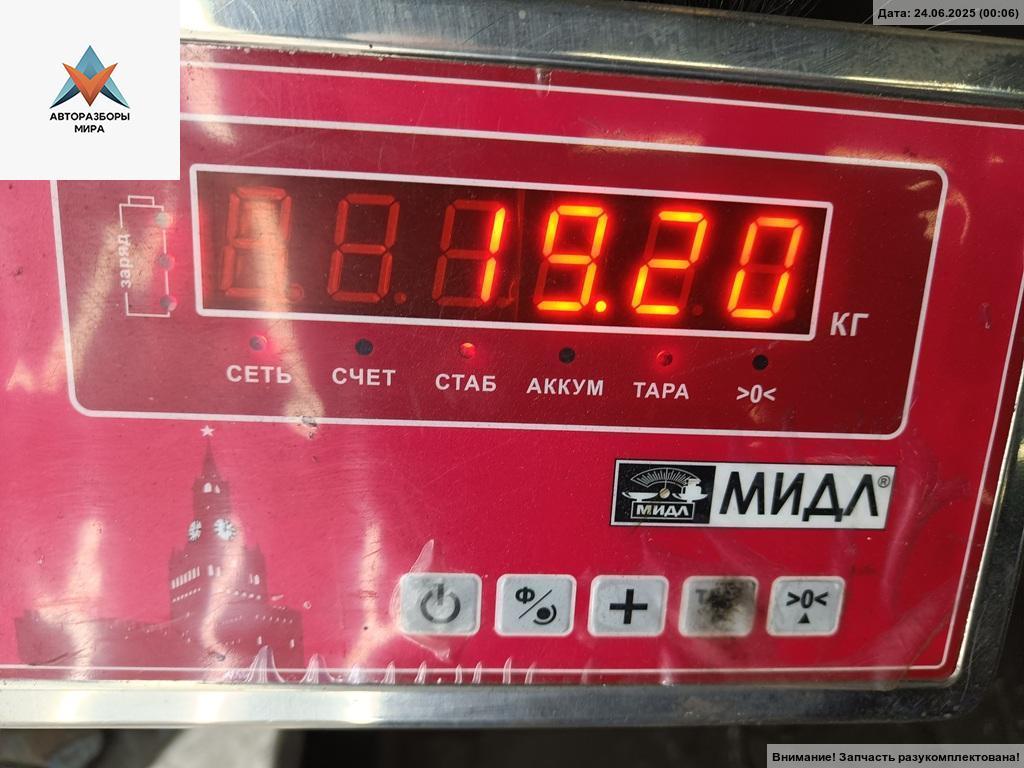 Дата: 24.06.2025 (00:06)
АВТОРАЗБОРЫ
МИРА
заряд
19.20
КГ
СЕТЬ СЧЕТ СТАБ АККУМ ТАРА >0<
МИДЛ МИДЛ®
Ф + >0<
Внимание! Запчасть разукомплектована!